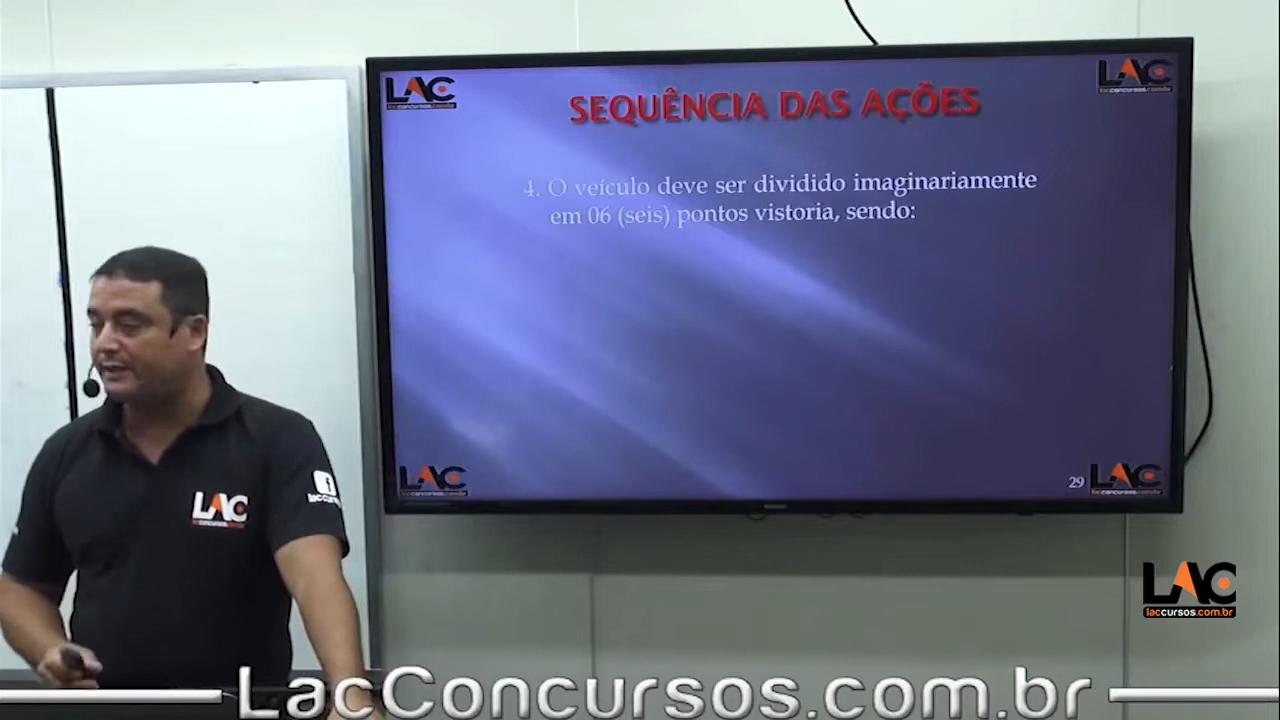 LAC
LAC
SEQUÊNCIA DAS AÇÕES
4. O veículo deve ser dividido imaginariamente
em 06 (seis) pontos vistoria, sendo:
LAC
29
LAC
LAC
LAC
laccursos.com.br
LacConcursos.com.br